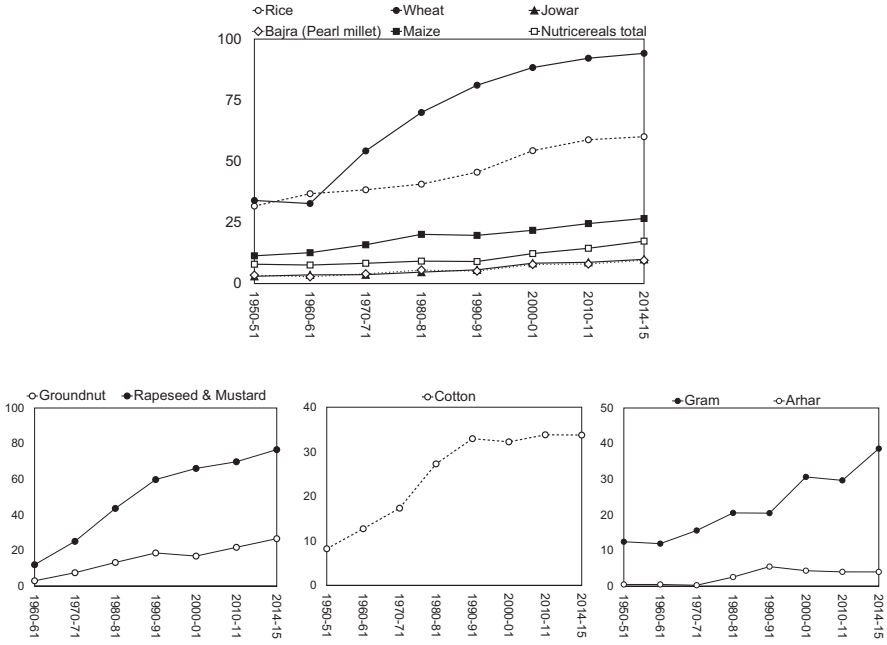 Rice Wheat Jowar
Bajra (Pearl millet) Maize Nutricereals total
100
75
50
25
0
1950-51 1960-61 1970-71 1980-81 1990-91 2000-01 2010-11 2014-15
Groundnut Rapeseed & Mustard
100
80
60
40
20
0
1960-61 1970-71 1980-81 1990-91 2000-01 2010-11 2014-15
Cotton
40
30
20
10
0
1950-51 1960-61 1970-71 1980-81 1990-91 2000-01 2010-11 2014-15
Gram Arhar
50
40
30
20
10
0
1950-51 1960-61 1970-71 1980-81 1990-91 2000-01 2010-11 2014-15